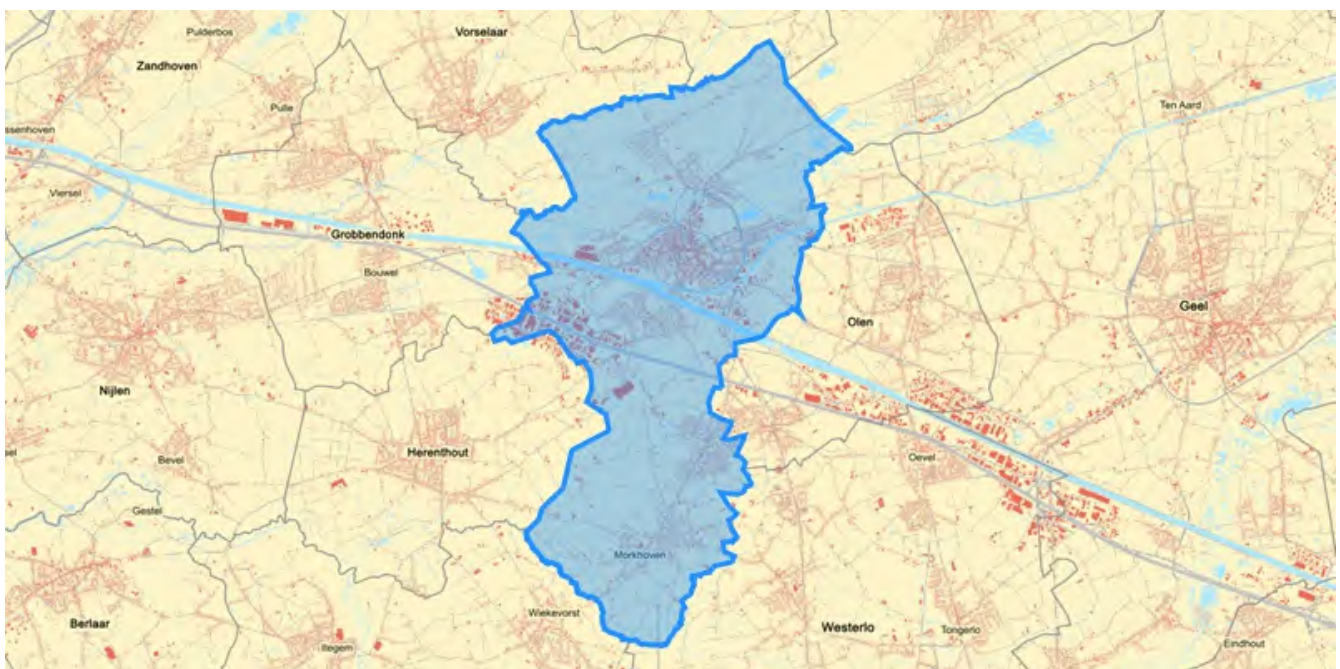 Pulderbos
Vorselaar
Zandhoven
Pulle
Ten Aard
ssenhoven
Viersel
Grobbendonk
Bouwel
Geel
Olen
Nijlen
Herenthout
Bevel
Oevel
Gestel
Morkhoven
Wiekevorst
Berlaar
Westerlo
Tongerlo
Itegem
Eindhout